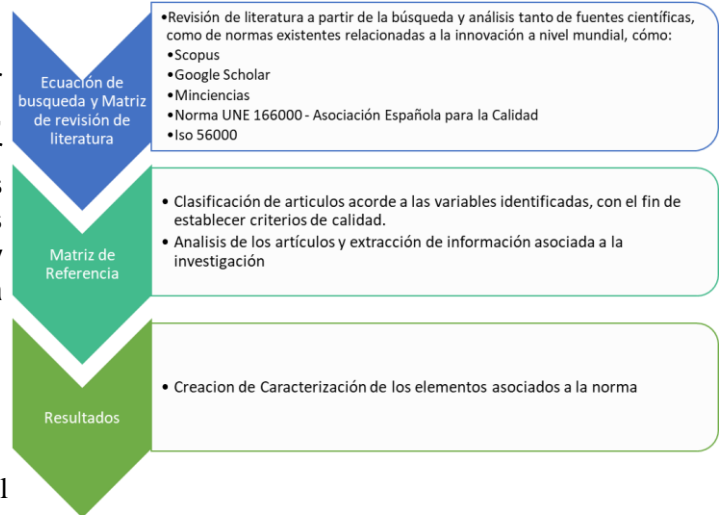 Ecuación de
busqueda y Matriz
de revisión de
literatura
•Revisión de literatura a partir de la búsqueda y análisis tanto de fuentes científicas,
como de normas existentes relacionadas a la innovación a nivel mundial, cómo:
•Scopus
•Google Scholar
•Minciencias
•Norma UNE 166000 - Asociación Española para la Calidad
•Iso 56000
Matriz de
Referencia
• Clasificación de articulos acorde a las variables identificadas, con el fin de
establecer criterios de calidad.
• Analisis de los artículos y extracción de información asociada a la
investigación
Resultados
• Creacion de Caracterización de los elementos asociados a la norma
l